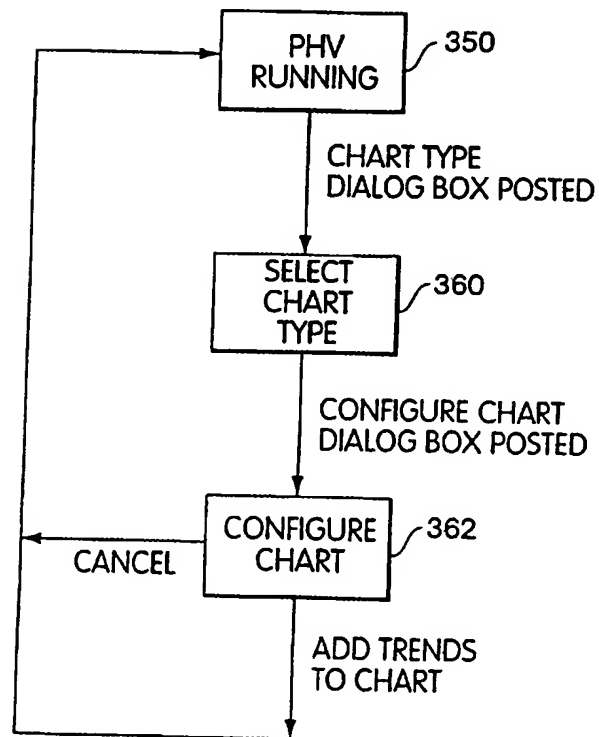 PHV
RUNNING
350
CHART TYPE
DIALOG BOX POSTED
SELECT
CHART
TYPE
360
CONFIGURE CHART
DIALOG BOX POSTED
CONFIGURE
CHART
362
CANCEL
ADD TRENDS
TO CHART